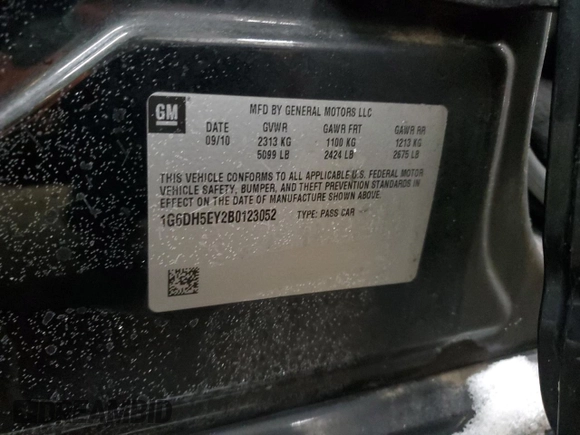 GM
MFD BY GENERAL MOTORS LLC
DATE GVWR GAWR FRT GAWR RR
09/10 2313 KG 1100 KG 1213 KG
5099 LB 2424 LB 2675 LB
THIS VEHICLE CONFORMS TO ALL APPLICABLE U.S. FEDERAL MOTOR
VEHICLE SAFETY, BUMPER, AND THEFT PREVENTION STANDARDS IN
EFFECT ON THE DATE OF MANUFACTURE SHOWN ABOVE.
1G6DH5EY2B0123052 TYPE: PASS CAR